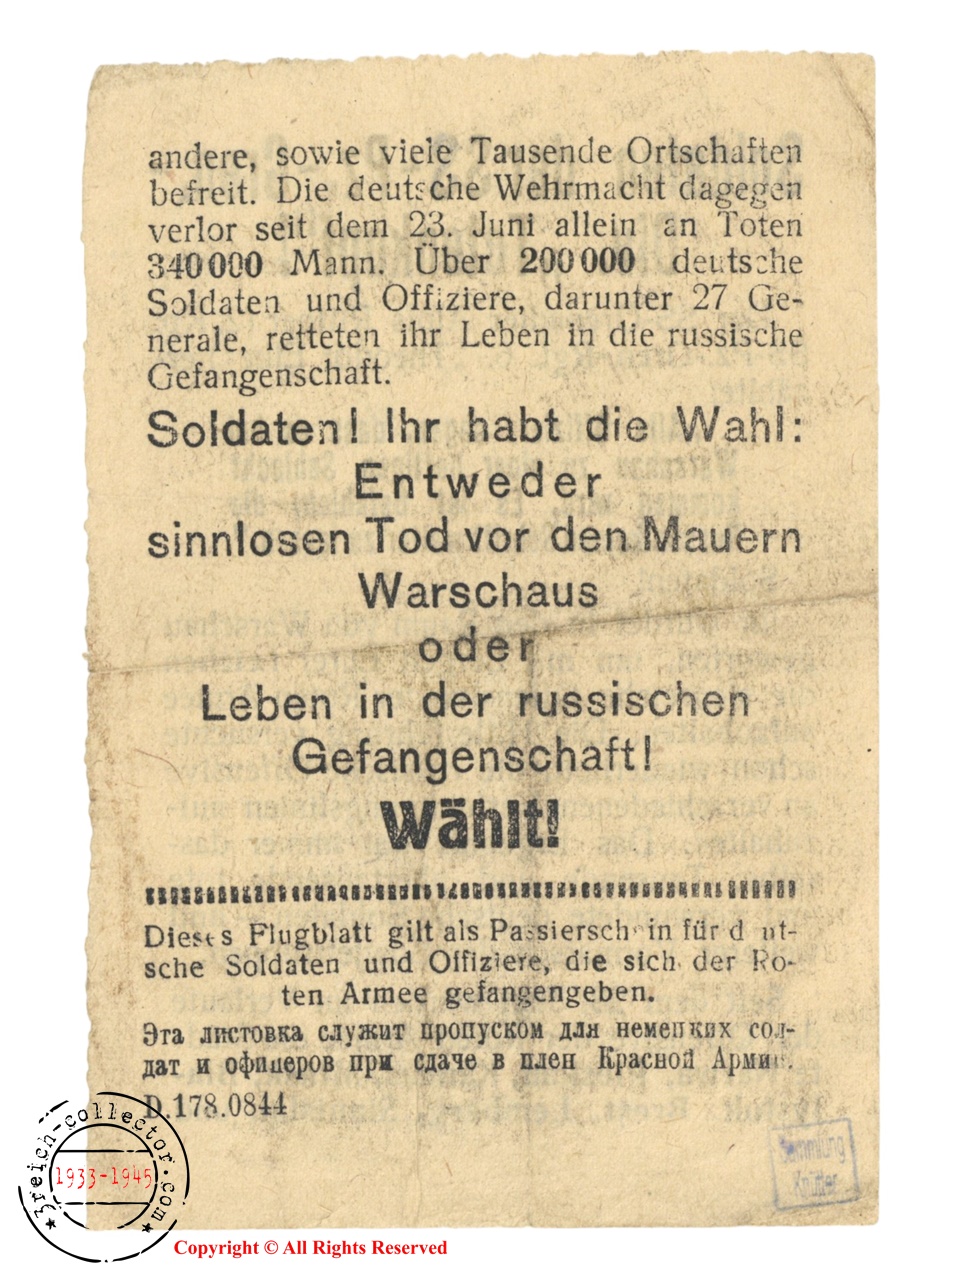 andere, sowie viele Tausende Ortschaften
befreit. Die deutsche Wehrmacht dagegen
verlor seit dem 23. Juni allein an Toten
340000 Mann. Über 200000 deutsche
Soldaten und Offiziere, darunter 27 Ge-
nerale, retteten ihr Leben in die russische
Gefangenschaft.
Soldaten! Ihr habt die Wahl:
Entweder
sinnlosen Tod vor den Mauern
Warschaus
oder
Leben in der russischen
Gefangenschaft!
Wählt!
Dieses Flugblatt gilt als Passierschein für deut-
sche Soldaten und Offiziere, die sich der Ro-
ten Armee gefangengeben.
Эта листовка служит пропуском для немецких сол-
дат и офицеров при сдаче в плен Красной Армии.
D.178.0844
3reich-collector.com
1933-1945
Sammlung
Copyright © All Rights Reserved